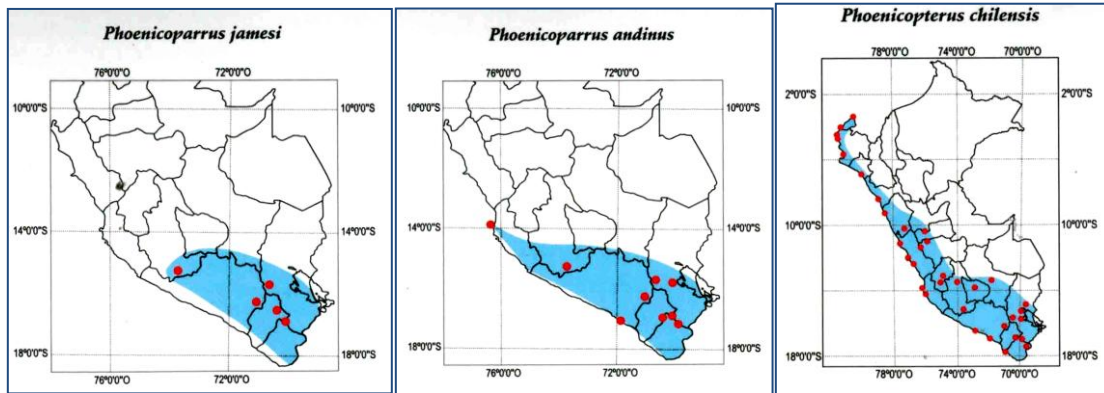 Phoenicoparrus jamesi
76°0'0"O 72°0'0"O
10°0'0"S 10°0'0"S
14°0'0"S 14°0'0"S
18°0'0"S 18°0'0"S
76°0'0"O 72°0'0"O
Phoenicoparrus andinus
76°0'0"O 72°0'0"O
10°0'0"S 10°0'0"S
14°0'0"S 14°0'0"S
18°0'0"S 18°0'0"S
76°0'0"O 72°0'0"O
Phoenicopterus chilensis
78°0'0"O 74°0'0"O 70°0'0"O
2°0'0"S 2°0'0"S
10°0'0"S 10°0'0"S
18°0'0"S 18°0'0"S
78°0'0"O 74°0'0"O 70°0'0"O